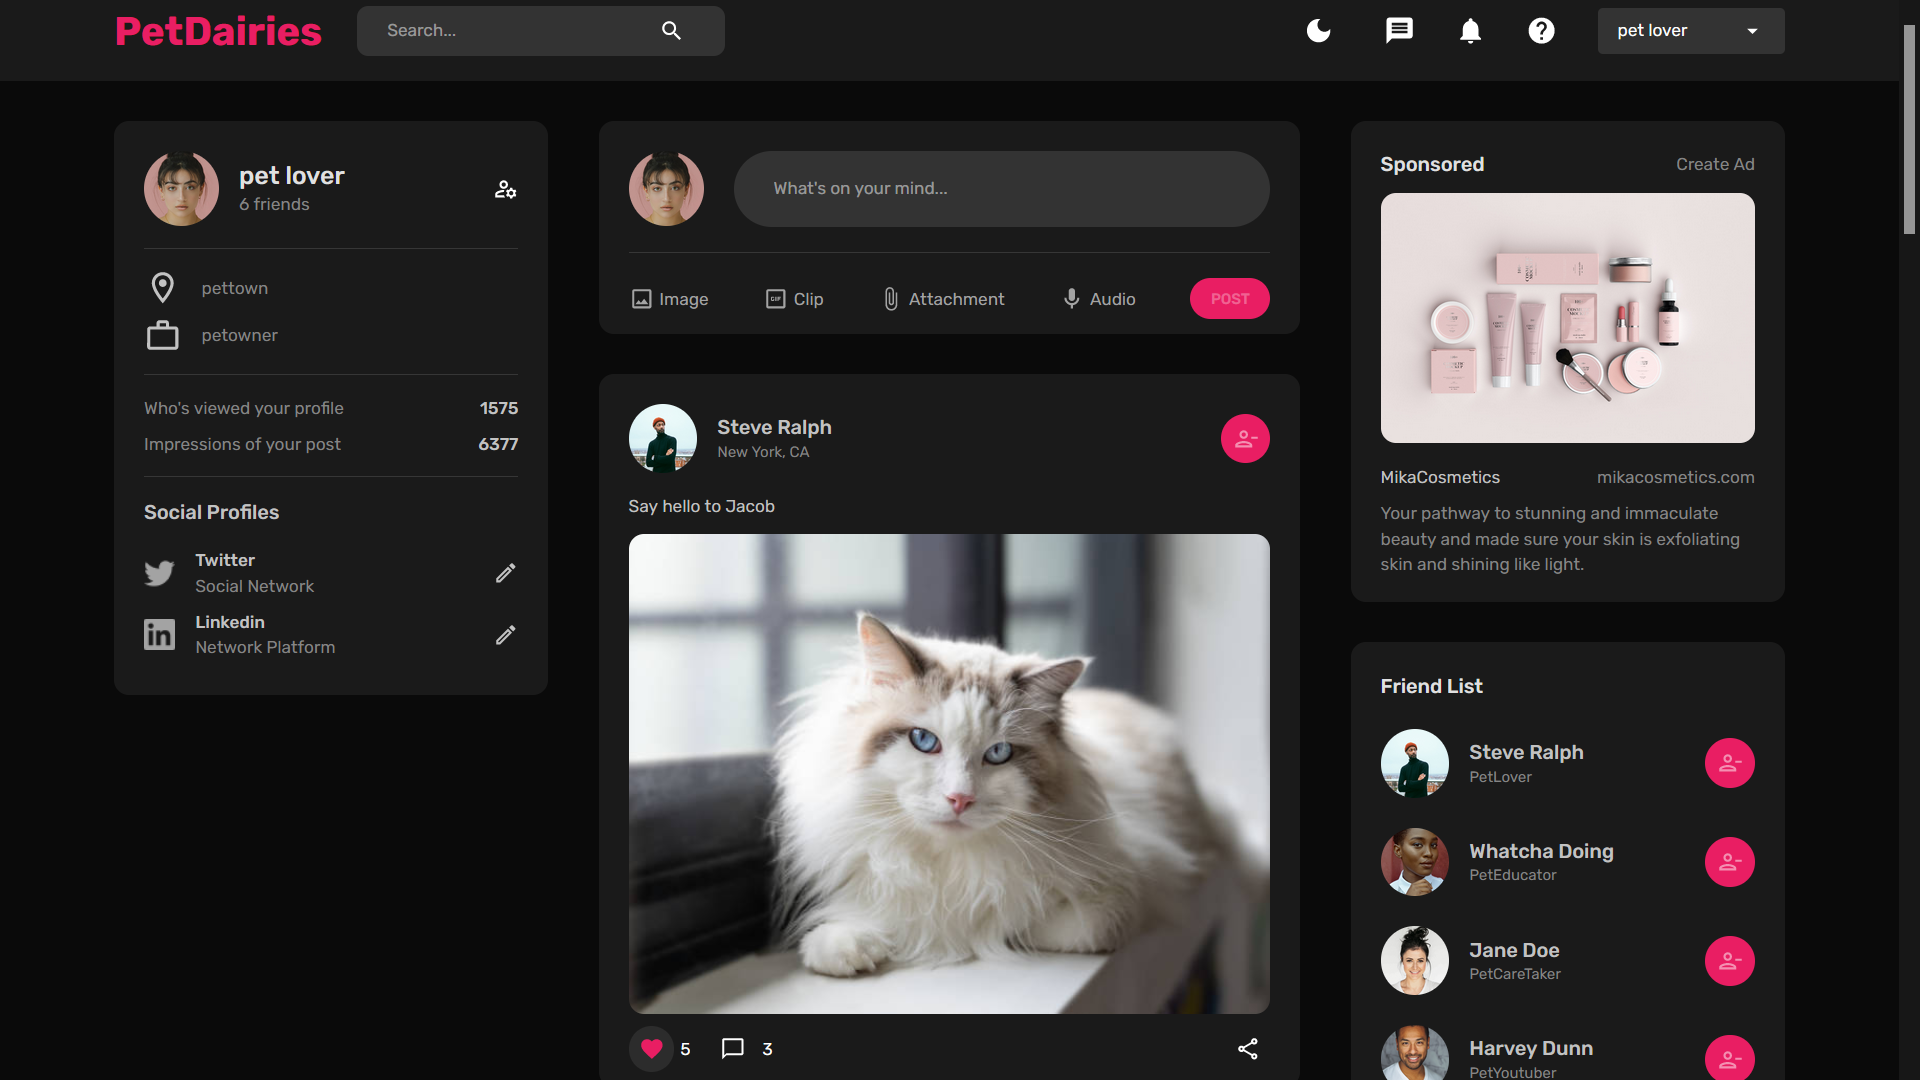 PetDairies
Search...
pet lover
pet lover
6 friends
pettown
petowner
Who's viewed your profile 1575
Impressions of your post 6377
Social Profiles
Twitter
Social Network
Linkedin
Network Platform
What's on your mind...
Image
GIF Clip
Attachment
Audio
POST
Steve Ralph
New York, CA
Say hello to Jacob
5
3
Sponsored
Create Ad
MikaCosmetics
mikacosmetics.com
Your pathway to stunning and immaculate
beauty and made sure your skin is exfoliating
skin and shining like light.
Friend List
Steve Ralph
PetLover
Whatcha Doing
PetEducator
Jane Doe
PetCareTaker
Harvey Dunn
PetYoutuber